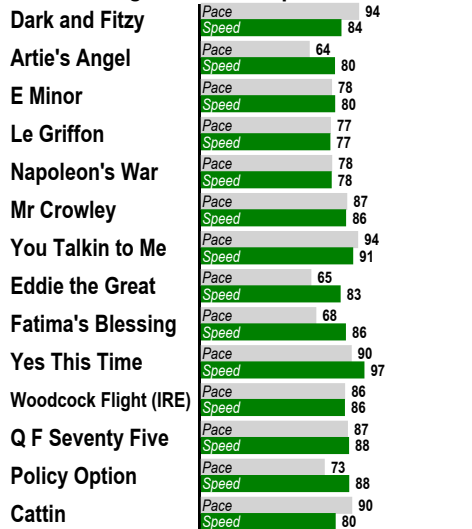 Dark and Fitzy
Pace 94
Speed 84
Artie's Angel
Pace 64
Speed 80
E Minor
Pace 78
Speed 80
Le Griffon
Pace 77
Speed 77
Napoleon's War
Pace 78
Speed 78
Mr Crowley
Pace 87
Speed 86
You Talkin to Me
Pace 94
Speed 91
Eddie the Great
Pace 65
Speed 83
Fatima's Blessing
Pace 68
Speed 86
Yes This Time
Pace 90
Speed 97
Woodcock Flight (IRE)
Pace 86
Speed 86
Q F Seventy Five
Pace 87
Speed 88
Policy Option
Pace 73
Speed 88
Cattin
Pace 90
Speed 80